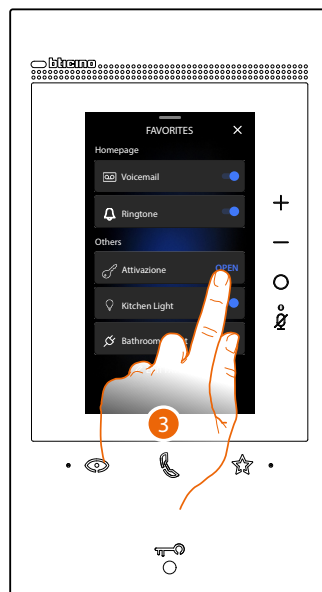 bticino
FAVORITES
Homepage
Voicemail
Ringtone
Others
Attivazione OPEN
Kitchen Light
Bathroom
3